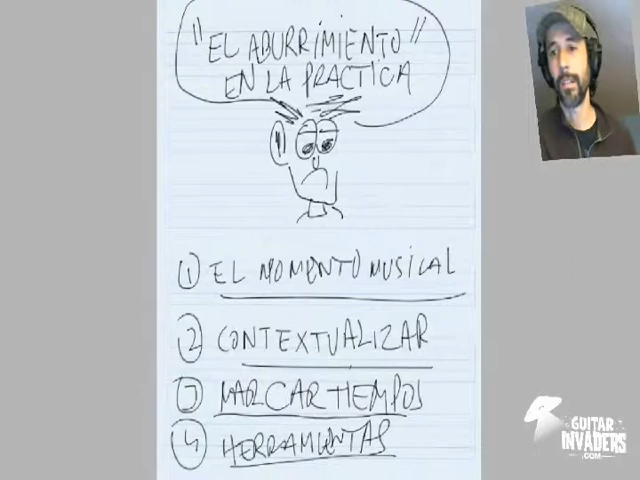 "EL ABURRIMIENTO"
EN LA PRACTICA
1 EL MOMENTO MUSICAL
2 CONTEXTUALIZAR
3 MARCAR TIEMPOS
4 HERRAMIENTAS
GUITAR
INVADERS
.COM